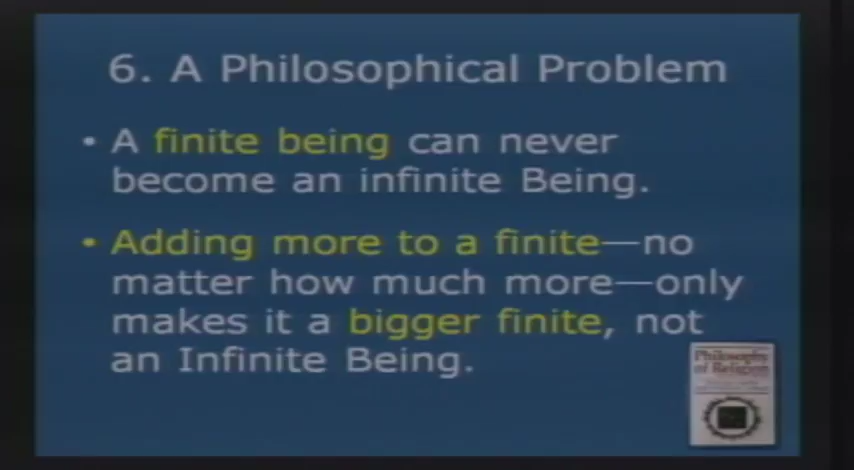 6. A Philosophical Problem
• A finite being can never
become an infinite Being.
• Adding more to a finite—no
matter how much more—only
makes it a bigger finite, not
an Infinite Being.
Philosophy
of Religion